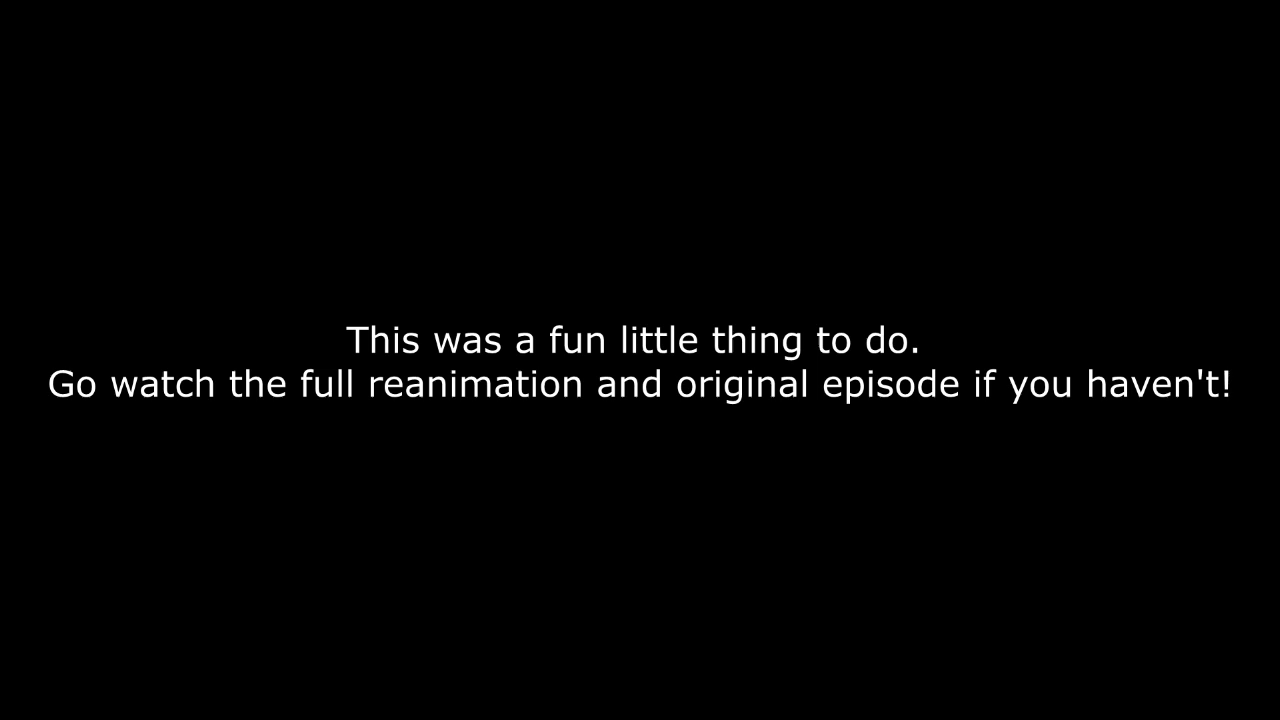 This was a fun little thing to do.
Go watch the full reanimation and original episode if you haven't!